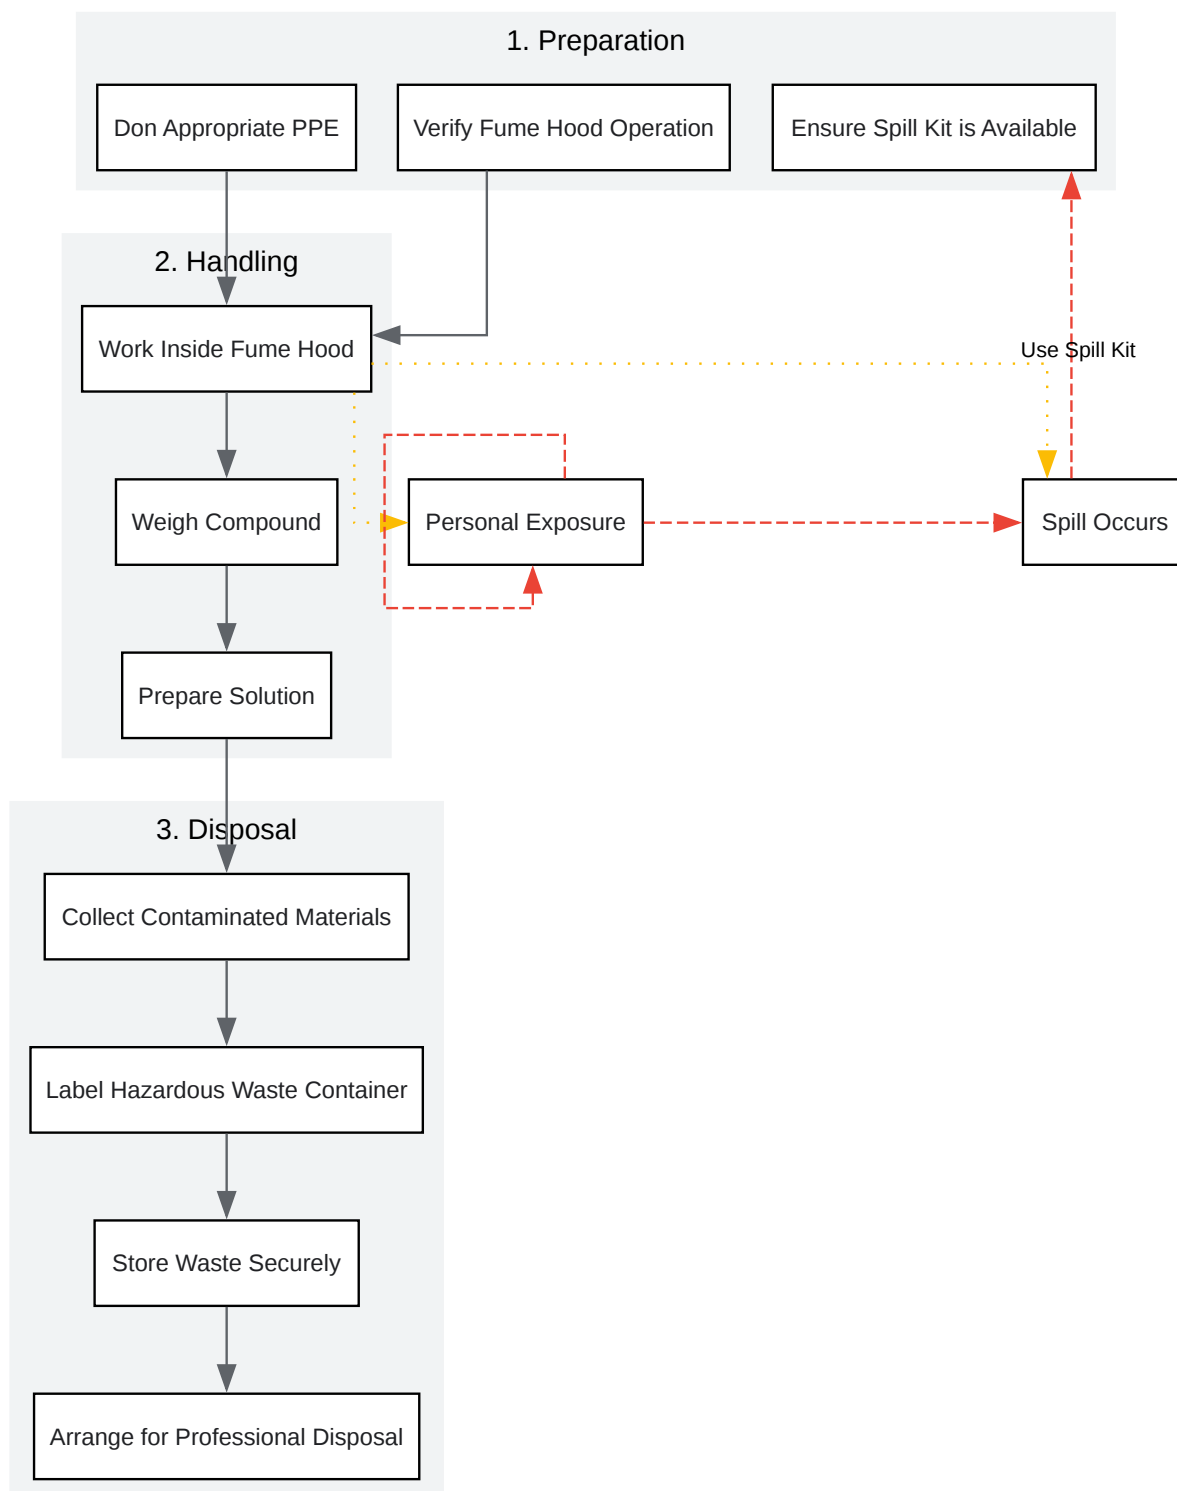 1. Preparation
Don Appropriate PPE
Verify Fume Hood Operation
Ensure Spill Kit is Available
2. Handling
Work Inside Fume Hood
Use Spill Kit
Weigh Compound
Personal Exposure
Spill Occurs
Prepare Solution
3. Disposal
Collect Contaminated Materials
Label Hazardous Waste Container
Store Waste Securely
Arrange for Professional Disposal